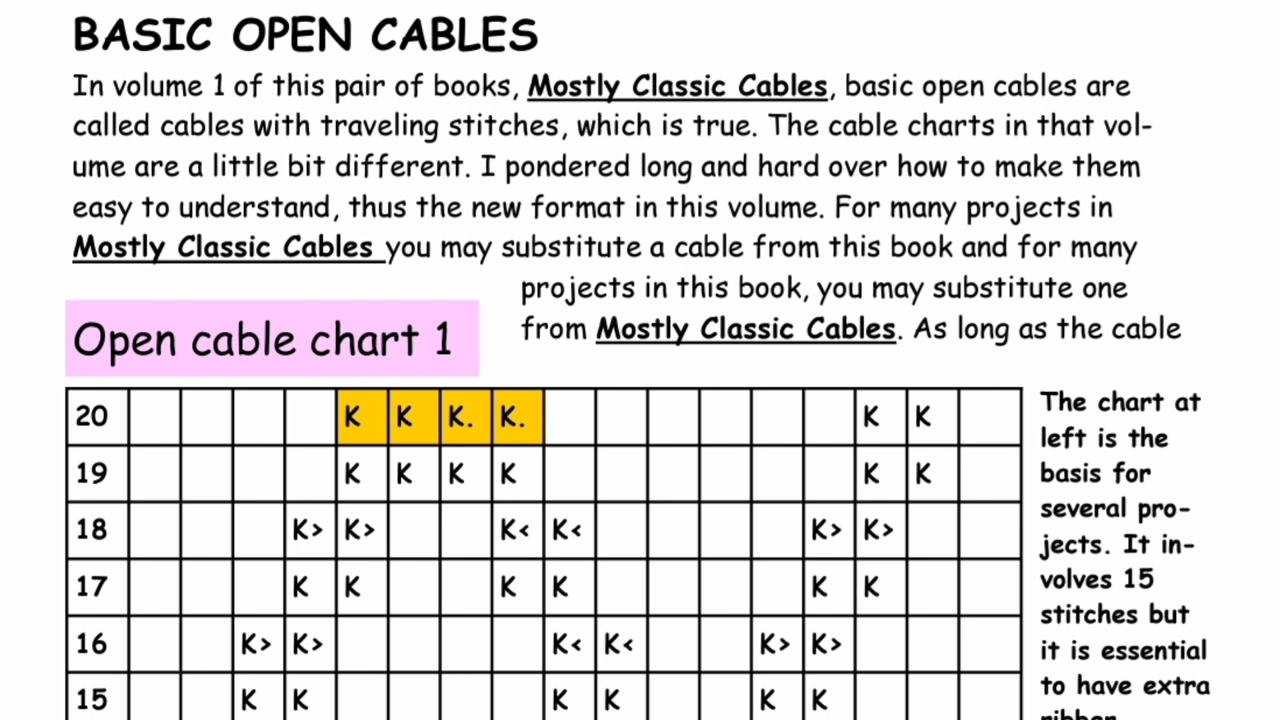 BASIC OPEN CABLES
In volume 1 of this pair of books, Mostly Classic Cables, basic open cables are
called cables with traveling stitches, which is true. The cable charts in that vol-
ume are a little bit different. I pondered long and hard over how to make them
easy to understand, thus the new format in this volume. For many projects in
Mostly Classic Cables you may substitute a cable from this book and for many
projects in this book, you may substitute one
from Mostly Classic Cables. As long as the cable
Open cable chart 1
20 K K K. K. K K
19 K K K K K K
18 K> K> K< K< K> K>
17 K K K K K K
16 K> K> K< K< K> K>
15 K K K K K K
The chart at
left is the
basis for
several pro-
jects. It in-
volves 15
stitches but
it is essential
to have extra